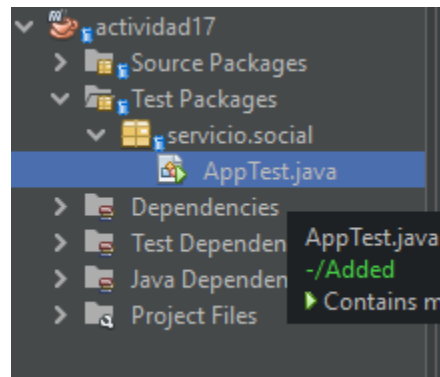 actividad17
Source Packages
Test Packages
servicio.social
AppTest.java
Dependencies
Test Dependen
Java Dependen
Project Files
AppTest.java
-/Added
Contains m